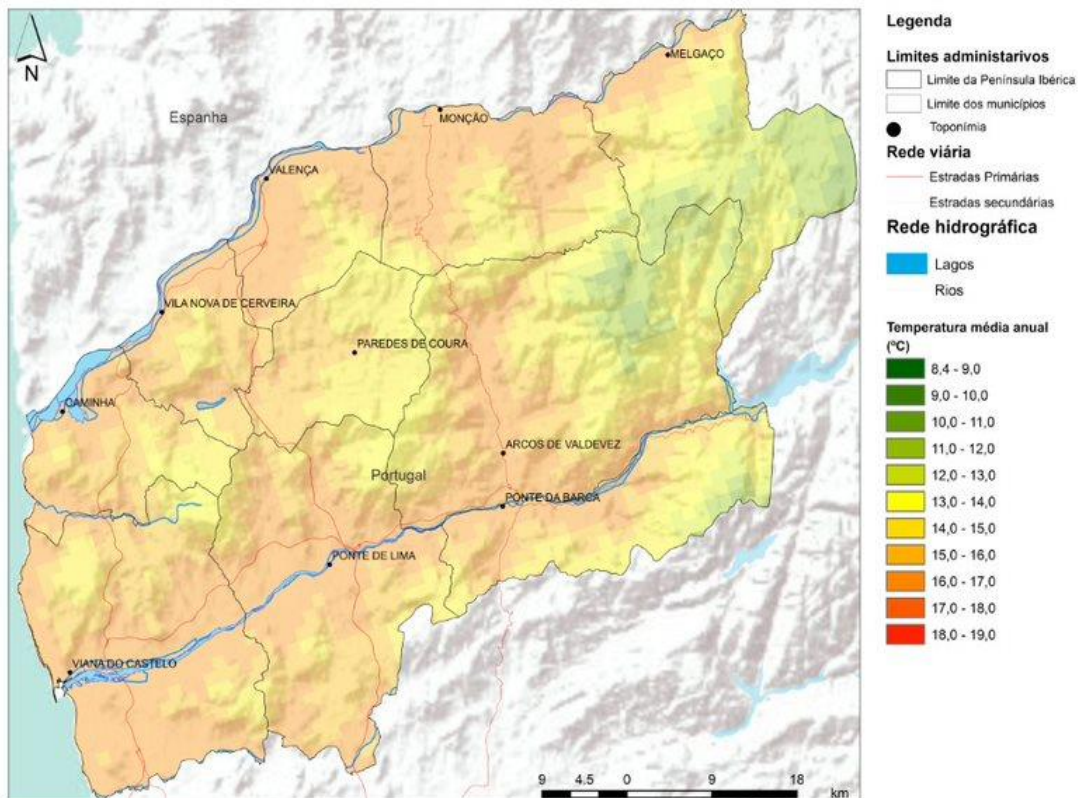 N
Espanha
MELGAÇO
MONÇÃO
VALENÇA
VILA NOVA DE CERVEIRA
PAREDES DE COURA
CAMINHA
ARCOS DE VALDEVEZ
Portugal
PONTE DA BARCA
PONTE DE LIMA
VIANA DO CASTELO
9 4.5 0 9 18
km
Legenda
Limites administarivos
Limite da Península Ibérica
Limite dos municípios
Toponímia
Rede viária
Estradas Primárias
Estradas secundárias
Rede hidrográfica
Lagos
Rios
Temperatura média anual
(ºC)
8,4 - 9,0
9,0 - 10,0
10,0 - 11,0
11,0 - 12,0
12,0 - 13,0
13,0 - 14,0
14,0 - 15,0
15,0 - 16,0
16,0 - 17,0
17,0 - 18,0
18,0 - 19,0